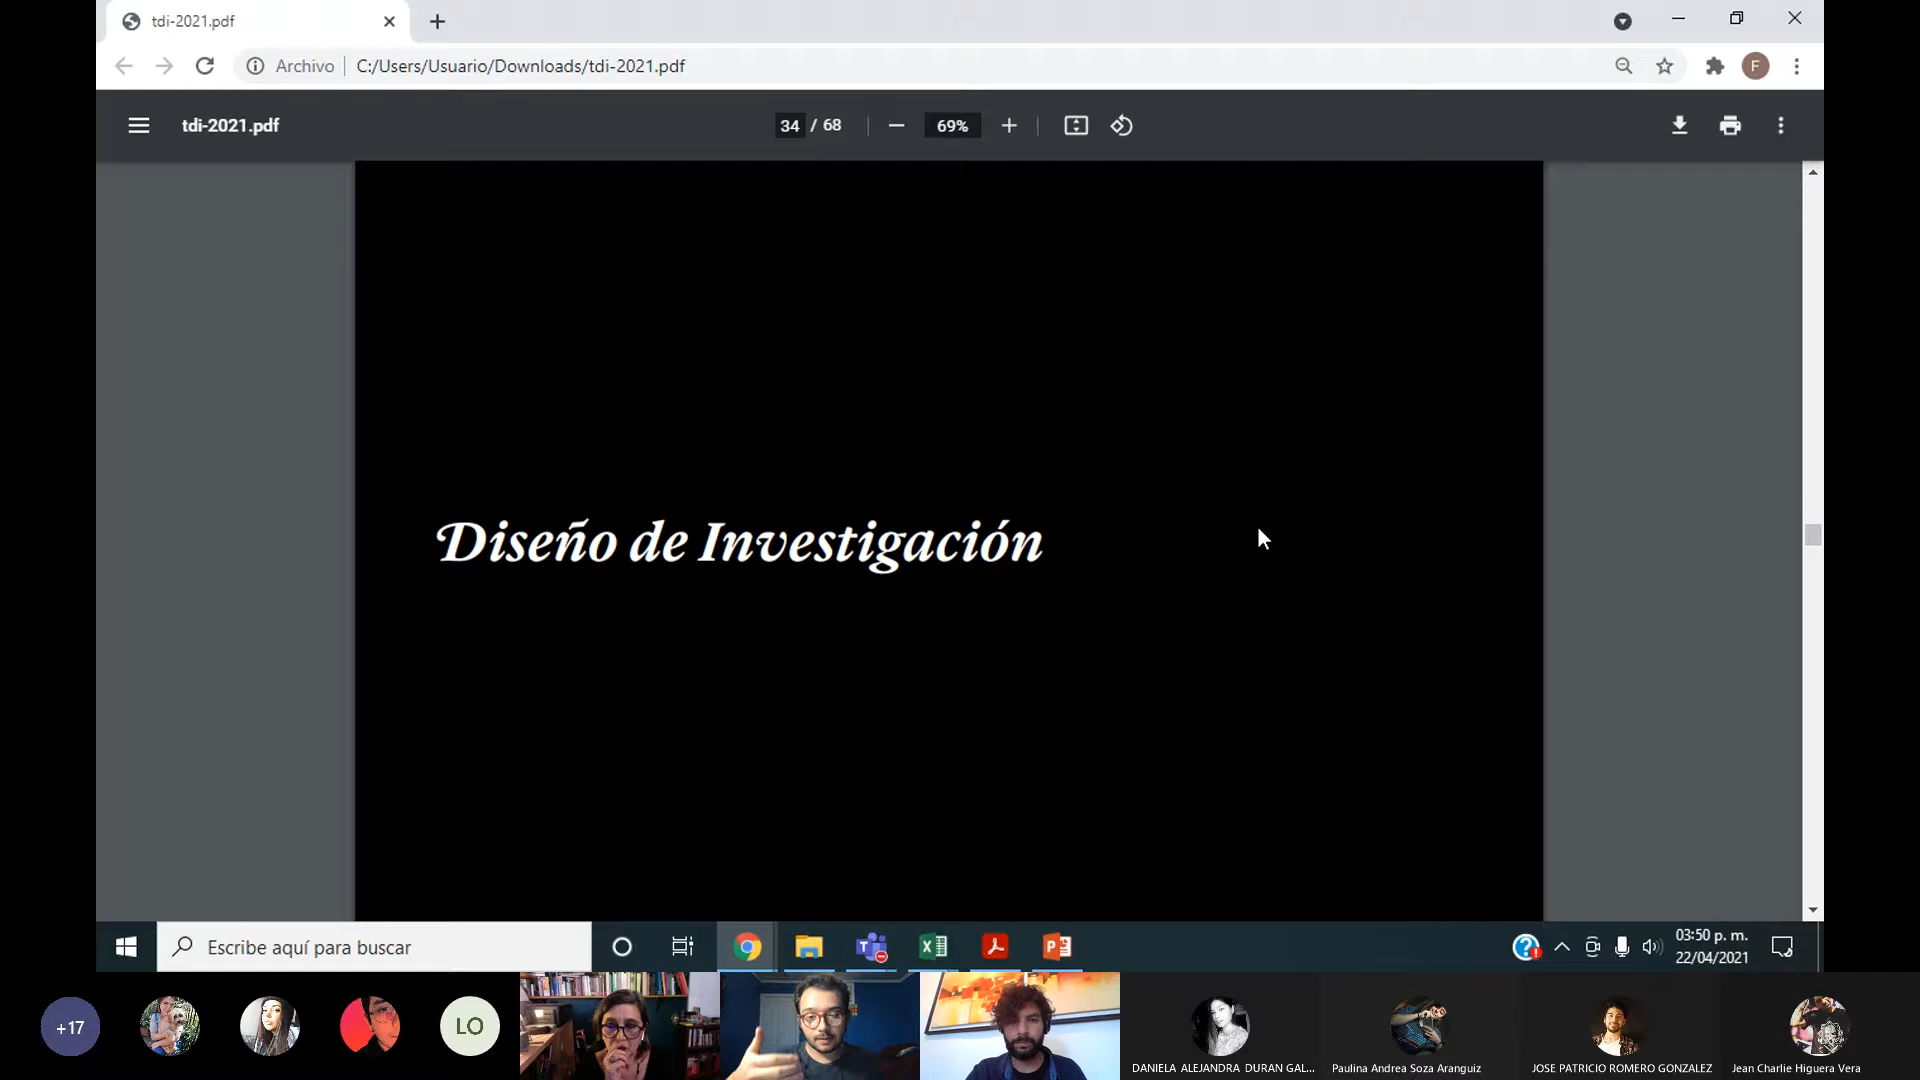 tdi-2021.pdf
Archivo
C:/Users/Usuario/Downloads/tdi-2021.pdf
F
tdi-2021.pdf
34 / 68
69%
Diseño de Investigación
Escribe aquí para buscar
03:50 p. m.
22/04/2021
+17
LO
DANIELA ALEJANDRA DURAN GAL...
Paulina Andrea Soza Aranguiz
JOSE PATRICIO ROMERO GONZALEZ
Jean Charlie Higuera Vera